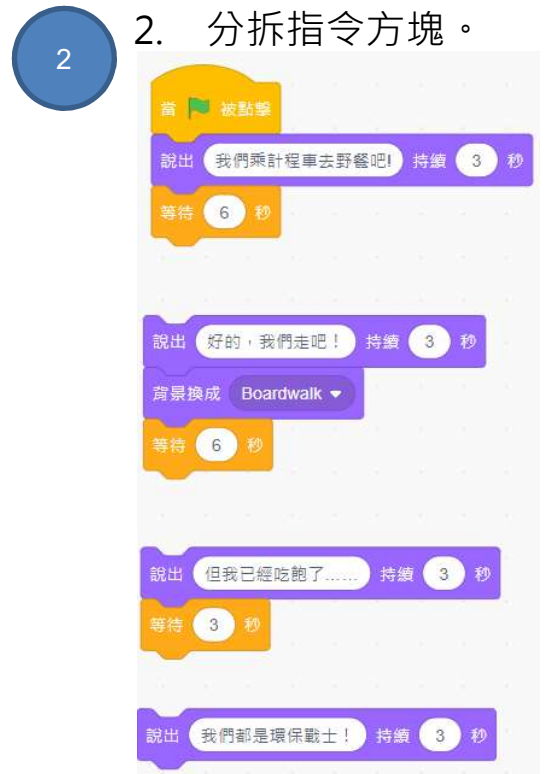 2
2. 分拆指令方塊。
當 被點擊
說出 我們乘計程車去野餐吧! 持續 3 秒
等待 6 秒
說出 好的，我們走吧！ 持續 3 秒
背景換成 Boardwalk
等待 6 秒
說出 但我已經吃飽了...... 持續 3 秒
等待 3 秒
說出 我們都是環保戰士！ 持續 3 秒